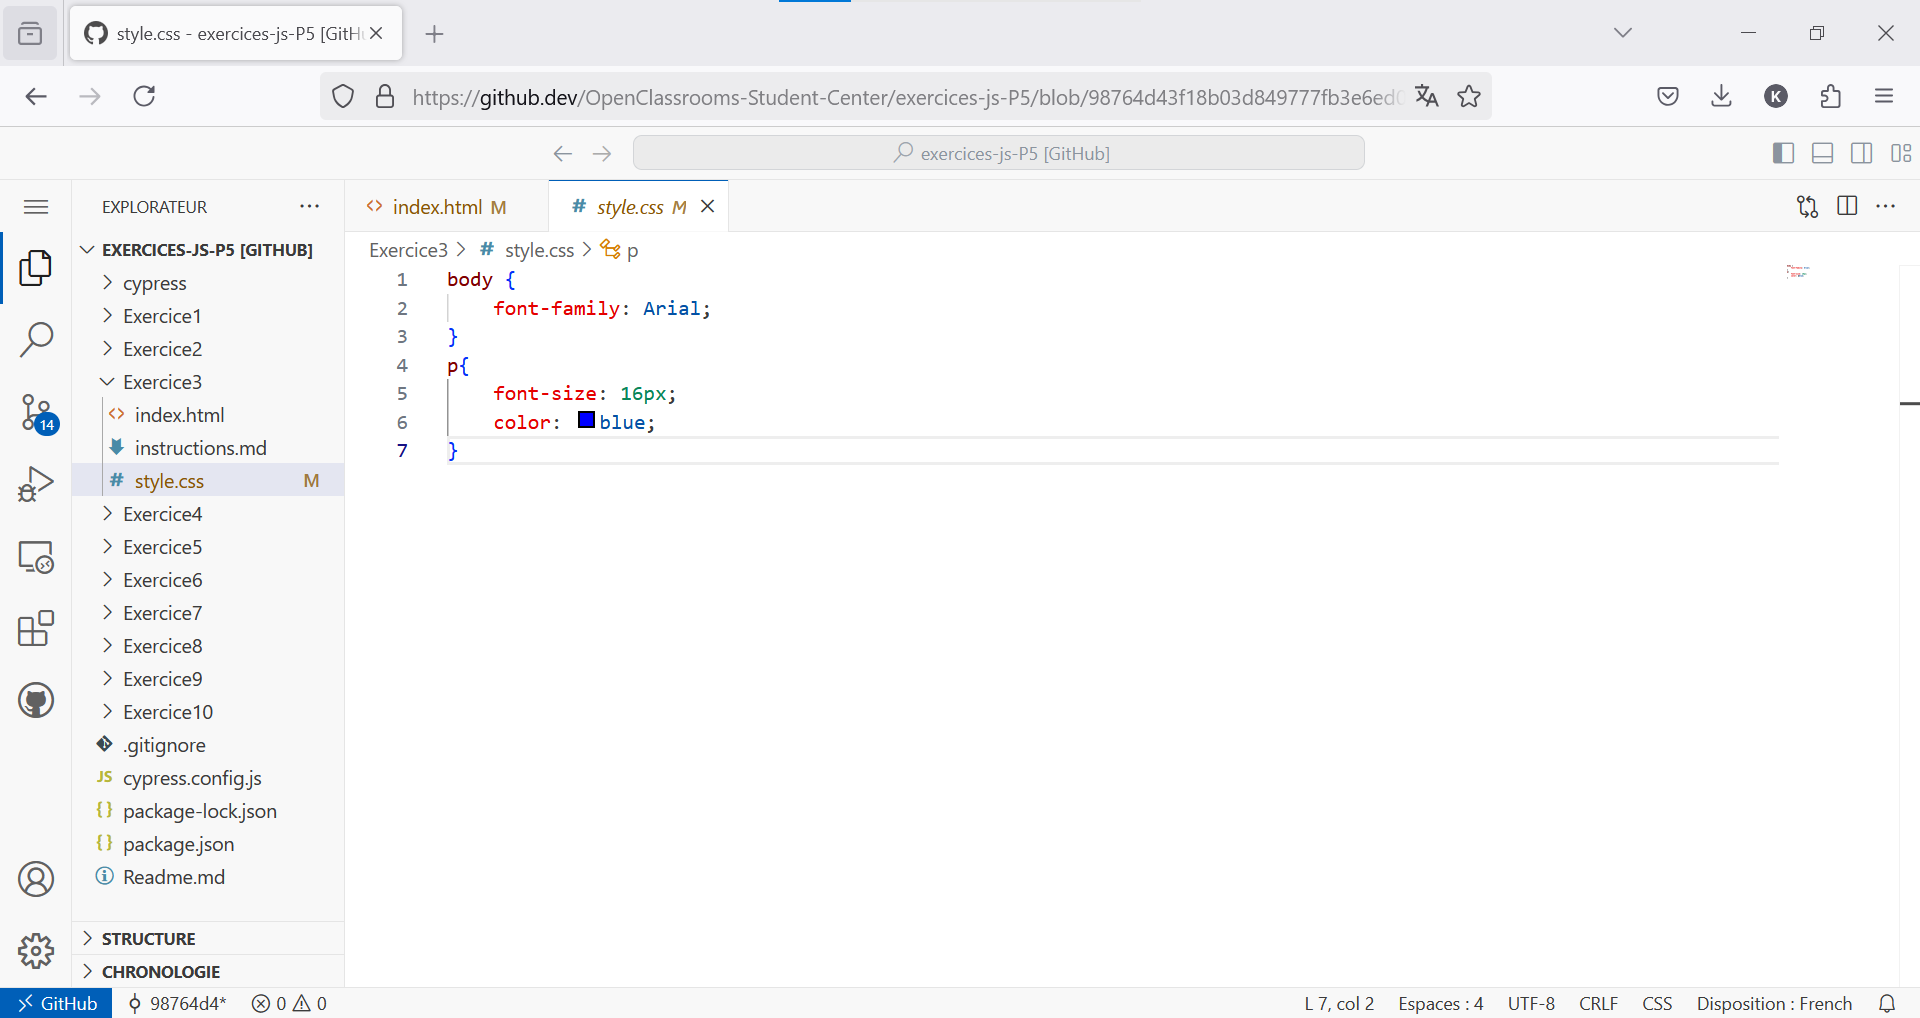 style.css - exercices-js-P5 [GitH
https://github.dev/OpenClassrooms-Student-Center/exercices-js-P5/blob/98764d43f18b03d849777fb3e6ed0
K
exercices-js-P5 [GitHub]
EXPLORATEUR
index.html M
# style.css M
EXERCICES-JS-P5 [GITHUB]
Exercice3 > # style.css > p
cypress
Exercice1
Exercice2
Exercice3
index.html
instructions.md
# style.css M
Exercice4
Exercice5
Exercice6
Exercice7
Exercice8
Exercice9
Exercice10
.gitignore
JS cypress.config.js
{} package-lock.json
{} package.json
Readme.md
STRUCTURE
CHRONOLOGIE
14
1 body {
2 font-family: Arial;
3 }
4 p{
5 font-size: 16px;
6 color: blue;
7 }
GitHub
98764d4*
0
0
L 7, col 2
Espaces : 4
UTF-8
CRLF
CSS
Disposition : French